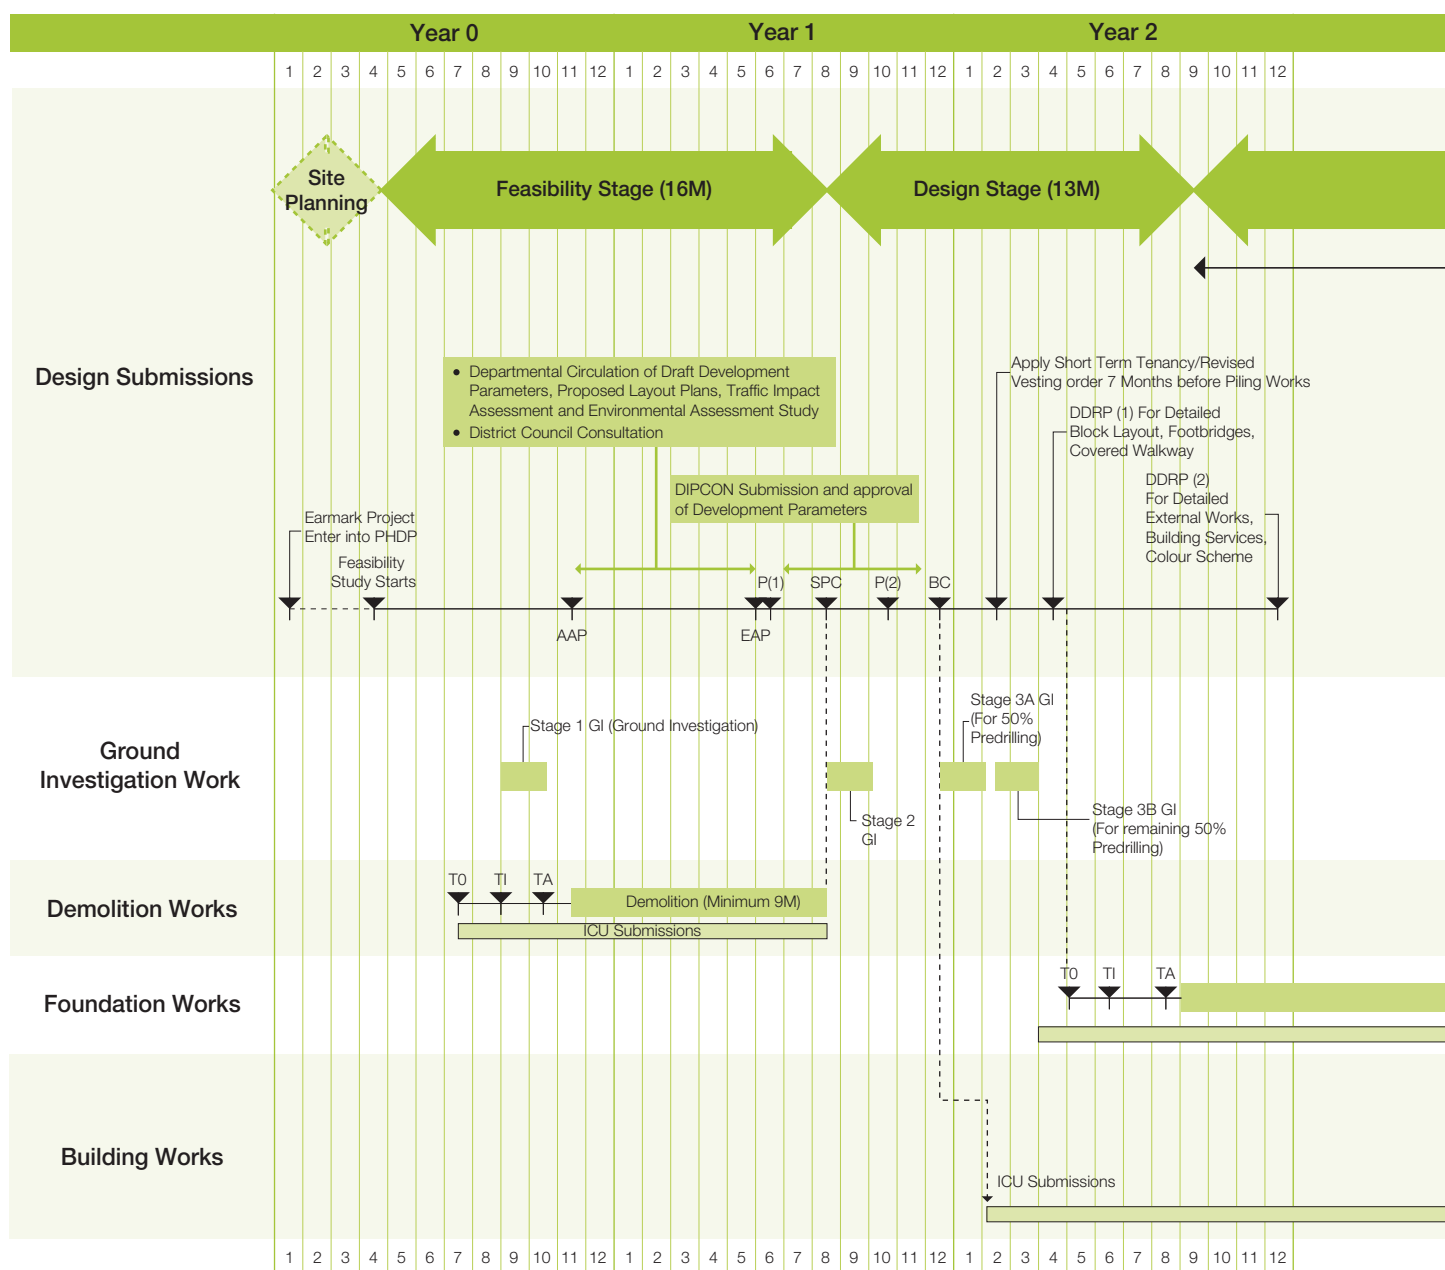 Year 0 Year 1 Year 2
1 2 3 4 5 6 7 8 9 10 11 12 1 2 3 4 5 6 7 8 9 10 11 12 1 2 3 4 5 6 7 8 9 10 11 12
Site
Planning
Feasibility Stage (16M)
Design Stage (13M)
Design Submissions
• Departmental Circulation of Draft Development
Parameters, Proposed Layout Plans, Traffic Impact
Assessment and Environmental Assessment Study
• District Council Consultation
Apply Short Term Tenancy/Revised
Vesting order 7 Months before Piling Works
DDRP (1) For Detailed
Block Layout, Footbridges,
Covered Walkway
DIPCON Submission and approval
of Development Parameters
DDRP (2)
For Detailed
External Works,
Building Services,
Colour Scheme
Earmark Project
Enter into PHDP
Feasibility
Study Starts
P(1) SPC P(2) BC
AAP EAP
Ground
Investigation Work
Stage 1 GI (Ground Investigation)
Stage 2
GI
Stage 3A GI
(For 50%
Predrilling)
Stage 3B GI
(For remaining 50%
Predrilling)
Demolition Works
T0 TI TA
Demolition (Minimum 9M)
ICU Submissions
Foundation Works
T0 TI TA
Building Works
ICU Submissions
1 2 3 4 5 6 7 8 9 10 11 12 1 2 3 4 5 6 7 8 9 10 11 12 1 2 3 4 5 6 7 8 9 10 11 12